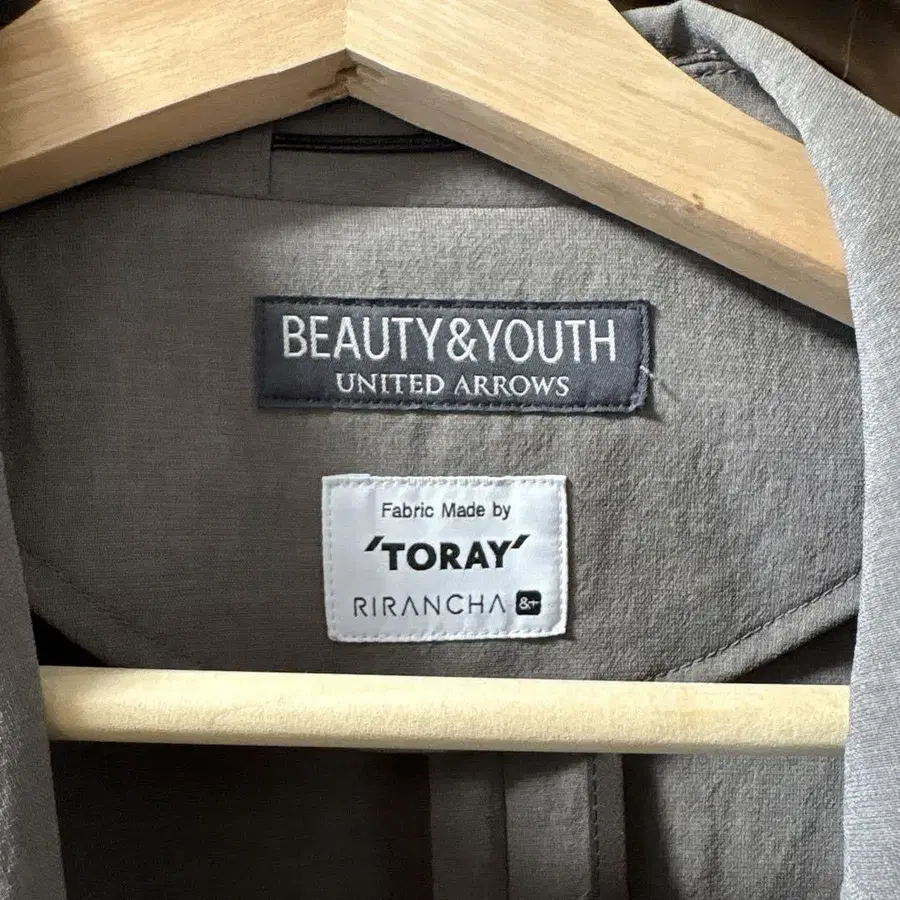 BEAUTY&YOUTH
UNITED ARROWS
Fabric Made by
'TORAY'
RIRANCHA &+